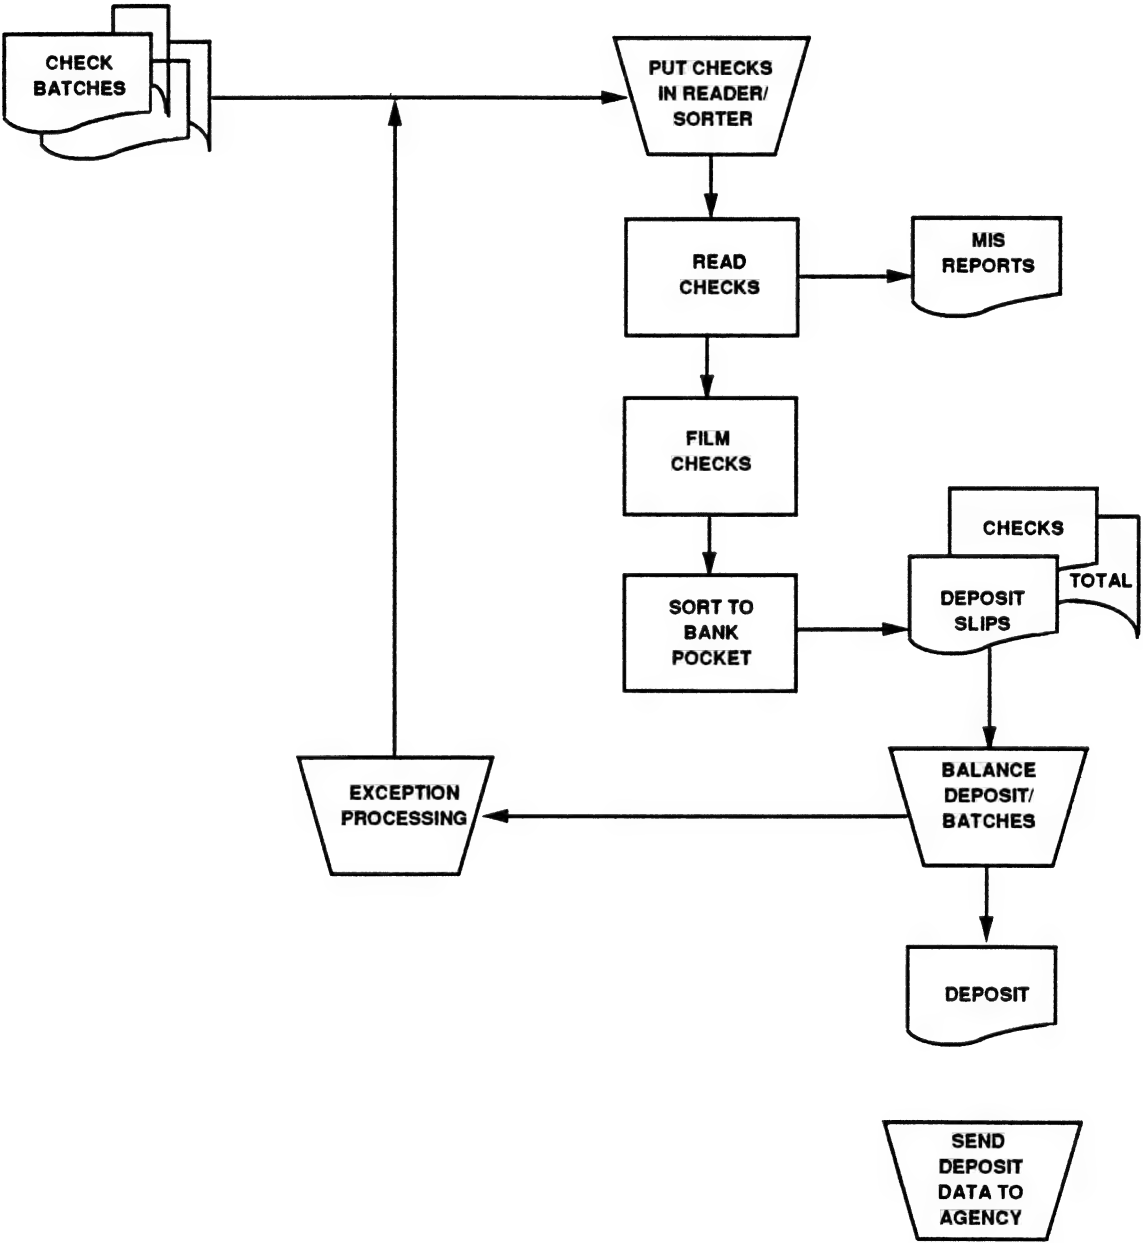 CHECK
BATCHES
PUT CHECKS
IN READER/
SORTER
READ
CHECKS
MIS
REPORTS
FILM
CHECKS
CHECKS
TOTAL
DEPOSIT
SLIPS
SORT TO
BANK
POCKET
EXCEPTION
PROCESSING
BALANCE
DEPOSIT/
BATCHES
DEPOSIT
SEND
DEPOSIT
DATA TO
AGENCY